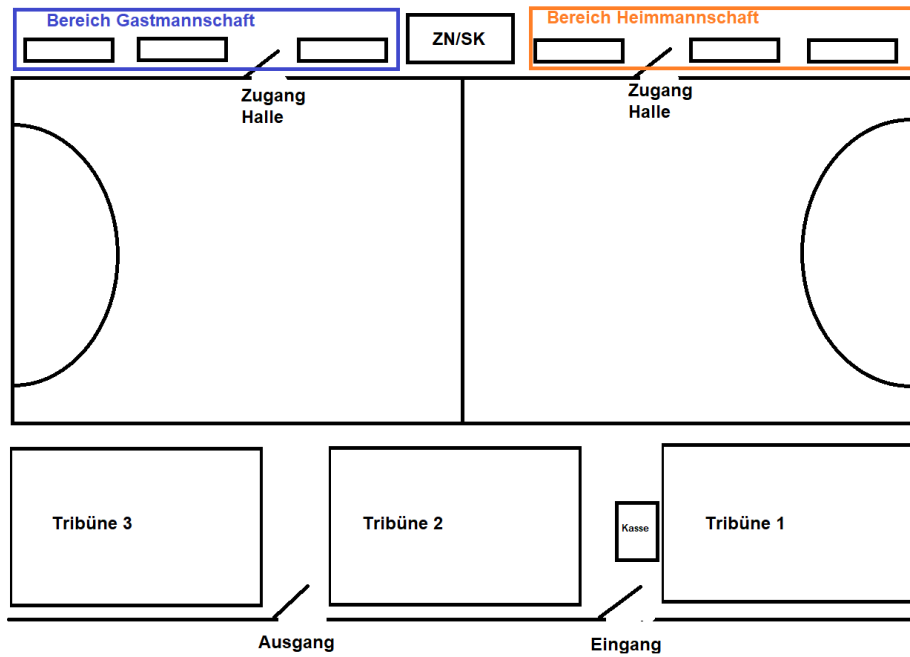 Bereich Gastmannschaft
ZN/SK
Bereich Heimmannschaft
Zugang
Halle
Zugang
Halle
Tribüne 3
Tribüne 2
Kasse
Tribüne 1
Ausgang
Eingang